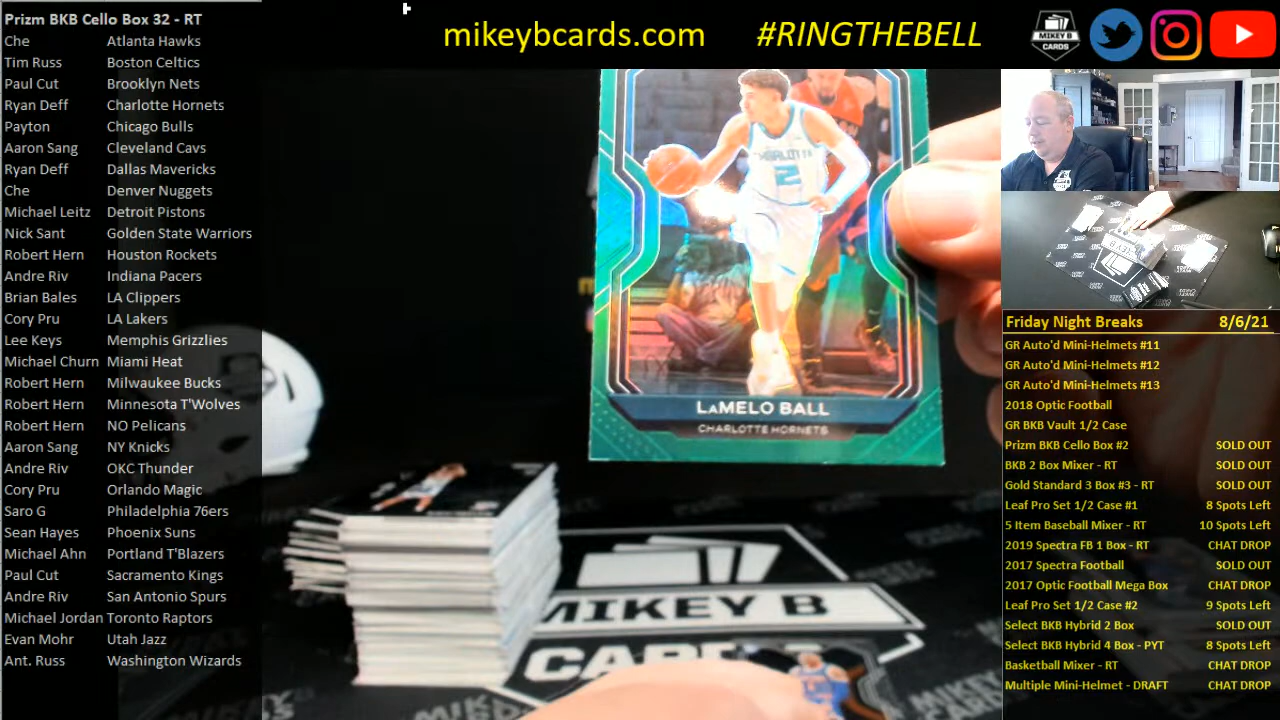 Prizm BKB Cello Box 32 - RT
Che Atlanta Hawks
Tim Russ Boston Celtics
Paul Cut Brooklyn Nets
Ryan Deff Charlotte Hornets
Payton Chicago Bulls
Aaron Sang Cleveland Cavs
Ryan Deff Dallas Mavericks
Che Denver Nuggets
Michael Leitz Detroit Pistons
Nick Sant Golden State Warriors
Robert Hern Houston Rockets
Andre Riv Indiana Pacers
Brian Bales LA Clippers
Cory Pru LA Lakers
Lee Keys Memphis Grizzlies
Michael Churn Miami Heat
Robert Hern Milwaukee Bucks
Robert Hern Minnesota T'Wolves
Robert Hern NO Pelicans
Aaron Sang NY Knicks
Andre Riv OKC Thunder
Cory Pru Orlando Magic
Saro G Philadelphia 76ers
Sean Hayes Phoenix Suns
Michael Ahn Portland T'Blazers
Paul Cut Sacramento Kings
Andre Riv San Antonio Spurs
Michael Jordan Toronto Raptors
Evan Mohr Utah Jazz
Ant. Russ Washington Wizards
mikeybcards.com #RINGTHEBELL
MIKEY B
CARDS
2
LAMELO BALL
CHARLOTTE HORNETS
MIKEY B
Friday Night Breaks 8/6/21
GR Auto'd Mini-Helmets #11
GR Auto'd Mini-Helmets #12
GR Auto'd Mini-Helmets #13
2018 Optic Football
GR BKB Vault 1/2 Case
Prizm BKB Cello Box #2 SOLD OUT
BKB 2 Box Mixer - RT SOLD OUT
Gold Standard 3 Box #3 - RT SOLD OUT
Leaf Pro Set 1/2 Case #1 8 Spots Left
5 Item Baseball Mixer - RT 10 Spots Left
2019 Spectra FB 1 Box - RT CHAT DROP
2017 Spectra Football SOLD OUT
2017 Optic Football Mega Box CHAT DROP
Leaf Pro Set 1/2 Case #2 9 Spots Left
Select BKB Hybrid 2 Box SOLD OUT
Select BKB Hybrid 4 Box - PYT 8 Spots Left
Basketball Mixer - RT CHAT DROP
Multiple Mini-Helmet - DRAFT CHAT DROP